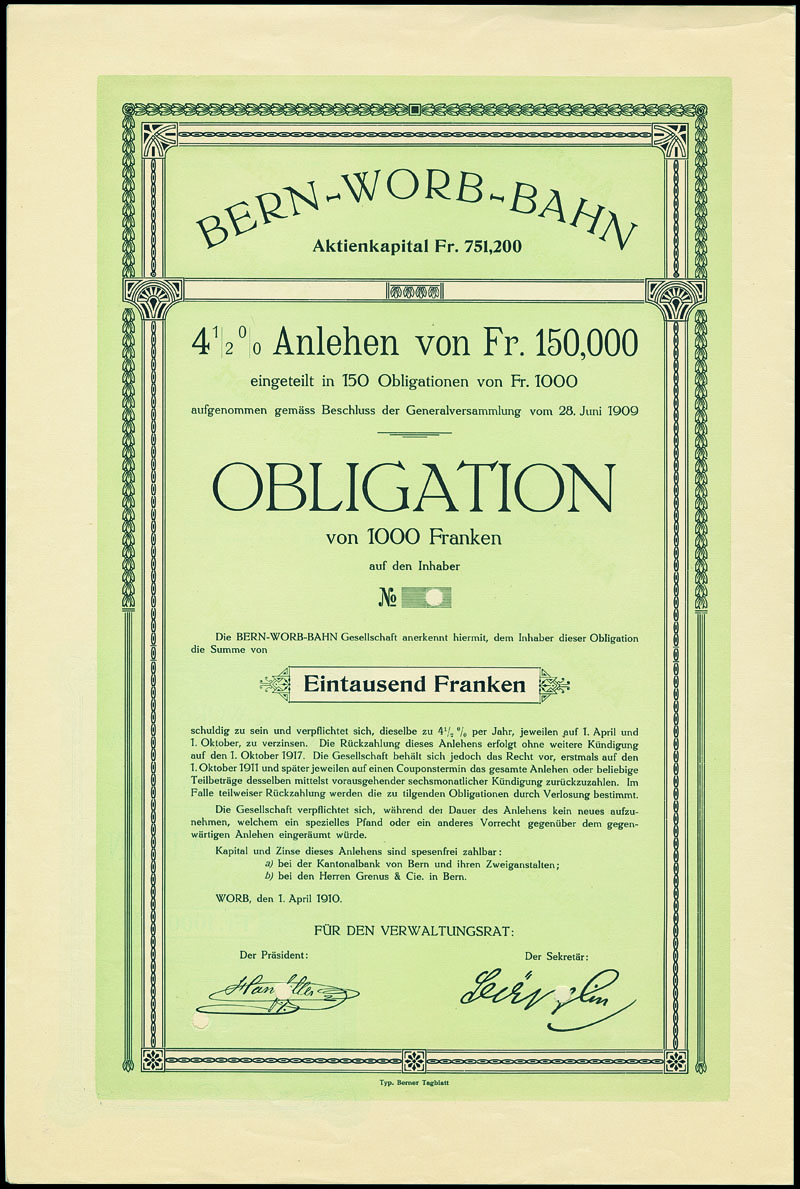 BERN-WORB-BAHN
Aktienkapital Fr. 751,200
4 1/2 0/0 Anlehen von Fr. 150,000
eingeteilt in 150 Obligationen von Fr. 1000
aufgenommen gemäss Beschluss der Generalversammlung vom 28. Juni 1909
OBLIGATION
von 1000 Franken
auf den Inhaber
No
Die BERN-WORB-BAHN Gesellschaft anerkennt hiermit, dem Inhaber dieser Obligation
die Summe von
Eintausend Franken
schuldig zu sein und verpflichtet sich, dieselbe zu 4 1/2 % per Jahr, jeweilen auf 1. April und
1. Oktober, zu verzinsen. Die Rückzahlung dieses Anlehens erfolgt ohne weitere Kündigung
auf den 1. Oktober 1917. Die Gesellschaft behält sich jedoch das Recht vor, erstmals auf den
1. Oktober 1911 und später jeweilen auf einen Couponstermin das gesamte Anlehen oder beliebige
Teilbeträge desselben mittelst vorausgehender sechsmonatlicher Kündigung zurückzuzahlen. Im
Falle teilweiser Rückzahlung werden die zu tilgenden Obligationen durch Verlosung bestimmt.
Die Gesellschaft verpflichtet sich, während der Dauer des Anlehens kein neues aufzu-
nehmen, welchem ein spezielles Pfand oder ein anderes Vorrecht gegenüber dem gegen-
wärtigen Anlehen eingeräumt würde.
Kapital und Zinse dieses Anlehens sind spesenfrei zahlbar:
a) bei der Kantonalbank von Bern und ihren Zweiganstalten;
b) bei den Herren Grenus & Cie. in Bern.
WORB, den 1. April 1910.
FÜR DEN VERWALTUNGSRAT:
Der Präsident:
Der Sekretär:
Typ. Berner Tagblatt